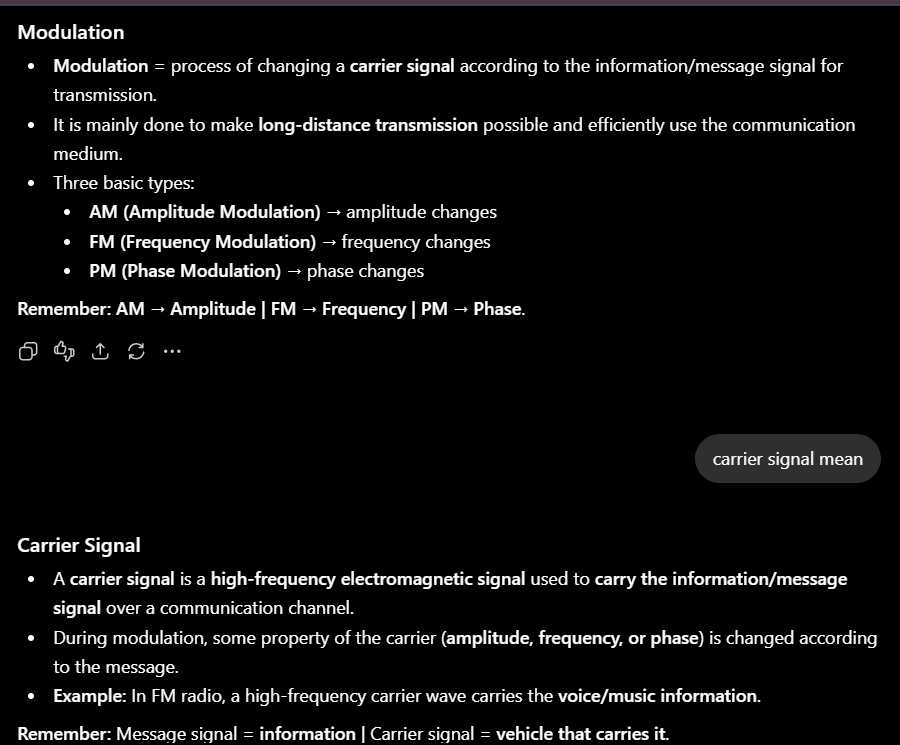 Modulation
• Modulation = process of changing a carrier signal according to the information/message signal for
transmission.
• It is mainly done to make long-distance transmission possible and efficiently use the communication
medium.
• Three basic types:
• AM (Amplitude Modulation) → amplitude changes
• FM (Frequency Modulation) → frequency changes
• PM (Phase Modulation) → phase changes
Remember: AM → Amplitude | FM → Frequency | PM → Phase.
carrier signal mean
Carrier Signal
• A carrier signal is a high-frequency electromagnetic signal used to carry the information/message
signal over a communication channel.
• During modulation, some property of the carrier (amplitude, frequency, or phase) is changed according
to the message.
• Example: In FM radio, a high-frequency carrier wave carries the voice/music information.
Remember: Message signal = information | Carrier signal = vehicle that carries it.